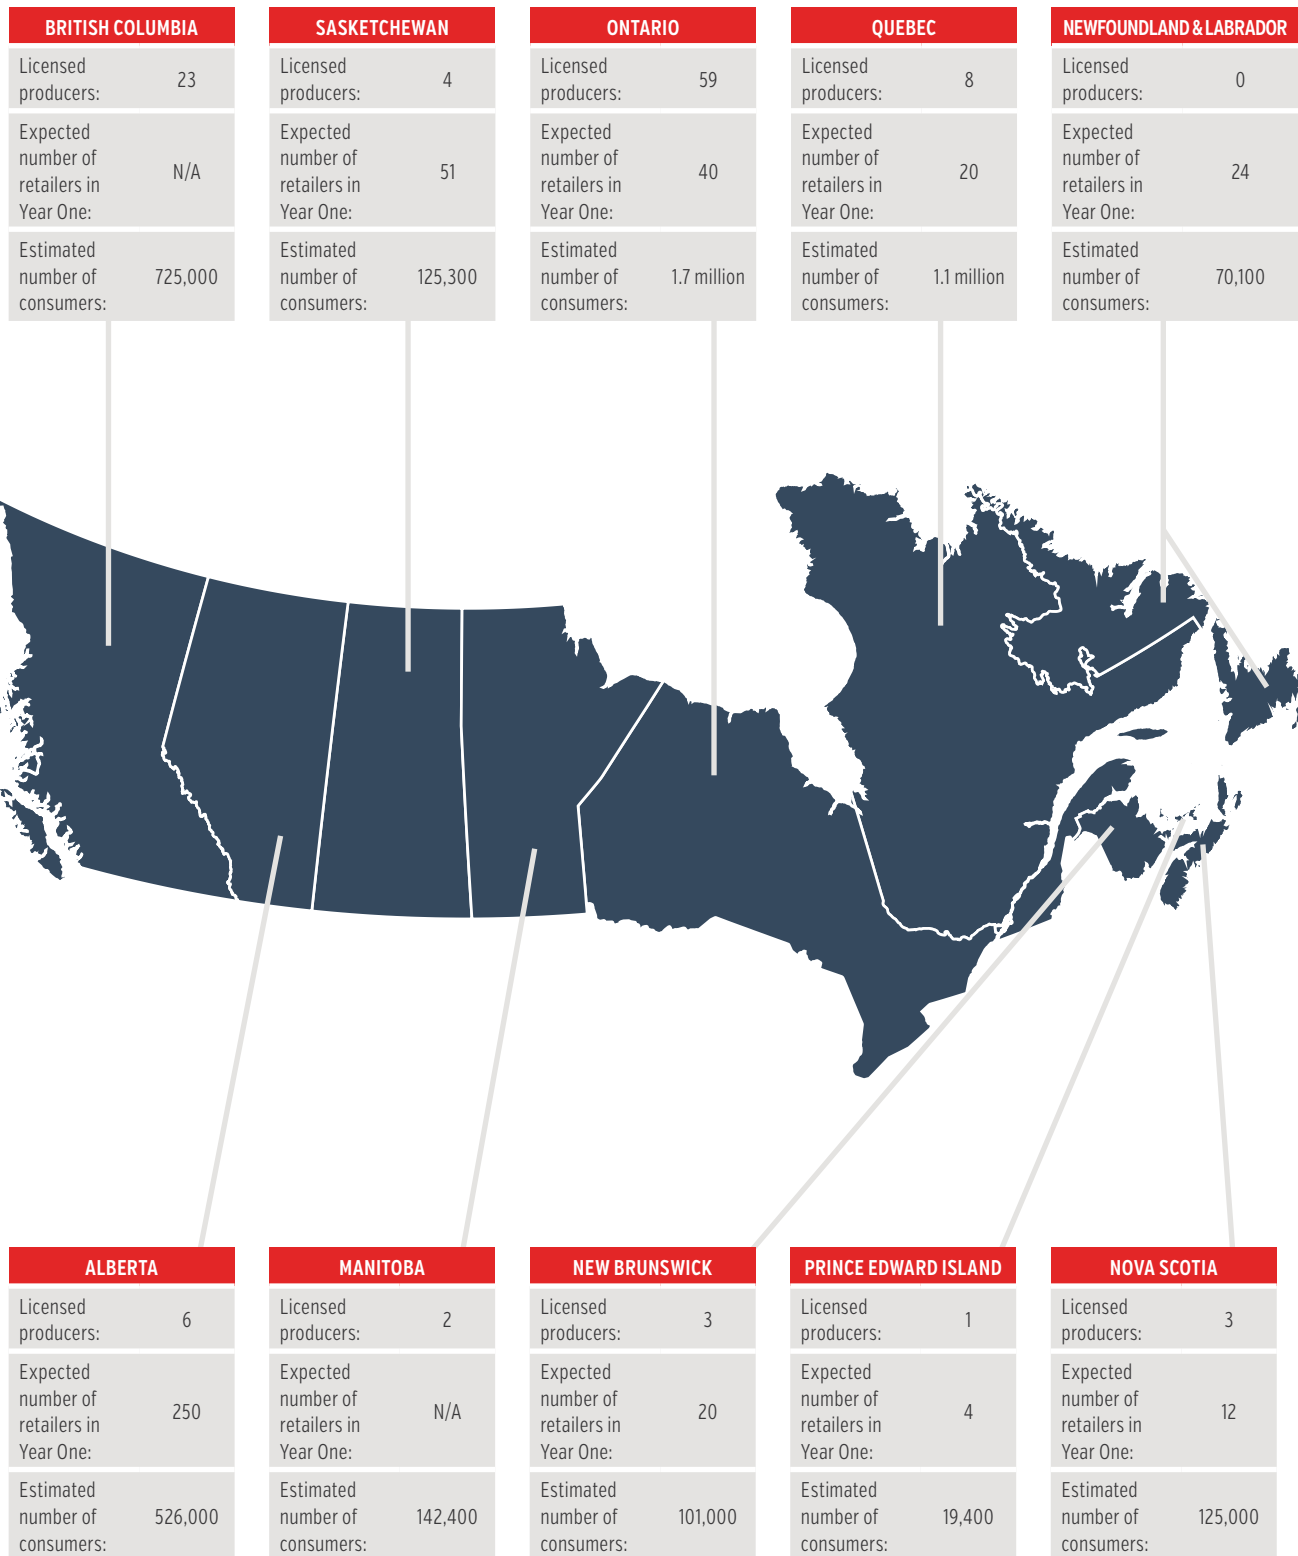 BRITISH COLUMBIA
Licensed
producers:
23
Expected
number of
retailers in
Year One:
N/A
Estimated
number of
consumers:
725,000
SASKETCHEWAN
Licensed
producers:
4
Expected
number of
retailers in
Year One:
51
Estimated
number of
consumers:
125,300
ONTARIO
Licensed
producers:
59
Expected
number of
retailers in
Year One:
40
Estimated
number of
consumers:
1.7 million
QUEBEC
Licensed
producers:
8
Expected
number of
retailers in
Year One:
20
Estimated
number of
consumers:
1.1 million
NEWFOUNDLAND & LABRADOR
Licensed
producers:
0
Expected
number of
retailers in
Year One:
24
Estimated
number of
consumers:
70,100
ALBERTA
Licensed
producers:
6
Expected
number of
retailers in
Year One:
250
Estimated
number of
consumers:
526,000
MANITOBA
Licensed
producers:
2
Expected
number of
retailers in
Year One:
N/A
Estimated
number of
consumers:
142,400
NEW BRUNSWICK
Licensed
producers:
3
Expected
number of
retailers in
Year One:
20
Estimated
number of
consumers:
101,000
PRINCE EDWARD ISLAND
Licensed
producers:
1
Expected
number of
retailers in
Year One:
4
Estimated
number of
consumers:
19,400
NOVA SCOTIA
Licensed
producers:
3
Expected
number of
retailers in
Year One:
12
Estimated
number of
consumers:
125,000